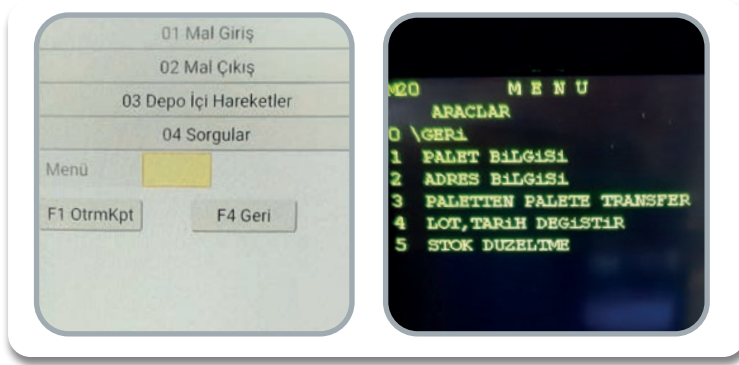 01 Mal Giriş
02 Mal Çıkış
03 Depo İçi Hareketler
04 Sorgular
Menü
F1 OtrmKpt
F4 Geri
M20 M E N U
ARACLAR
0 \GERi
1 PALET BiLGiSi
2 ADRES BiLGiSi
3 PALETTEN PALETE TRANSFER
4 LOT,TARiH DEGiSTiR
5 STOK DUZELTME